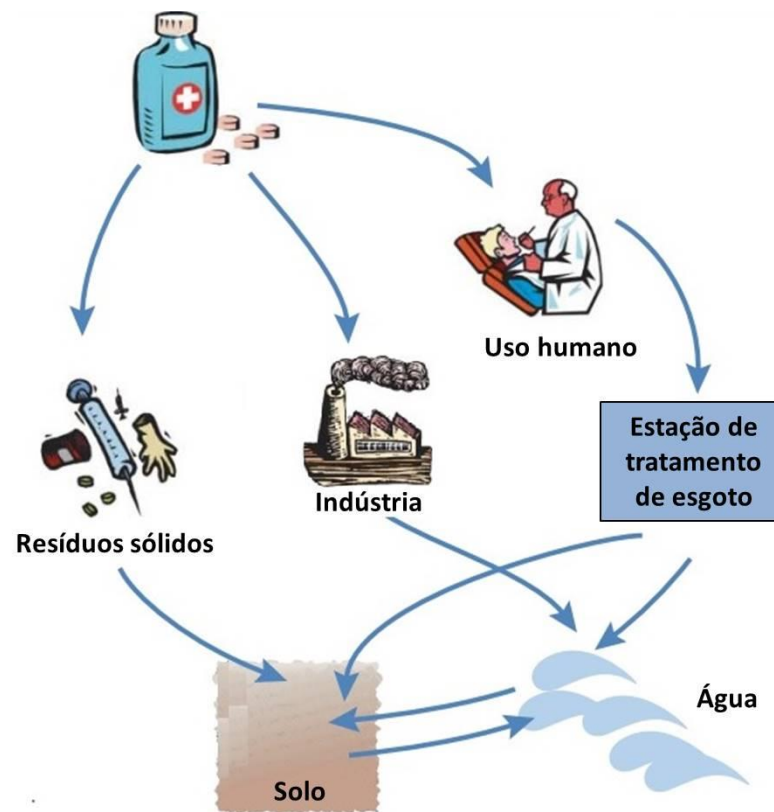 Uso humano
Estação de
tratamento
de esgoto
Indústria
Resíduos sólidos
Água
Solo